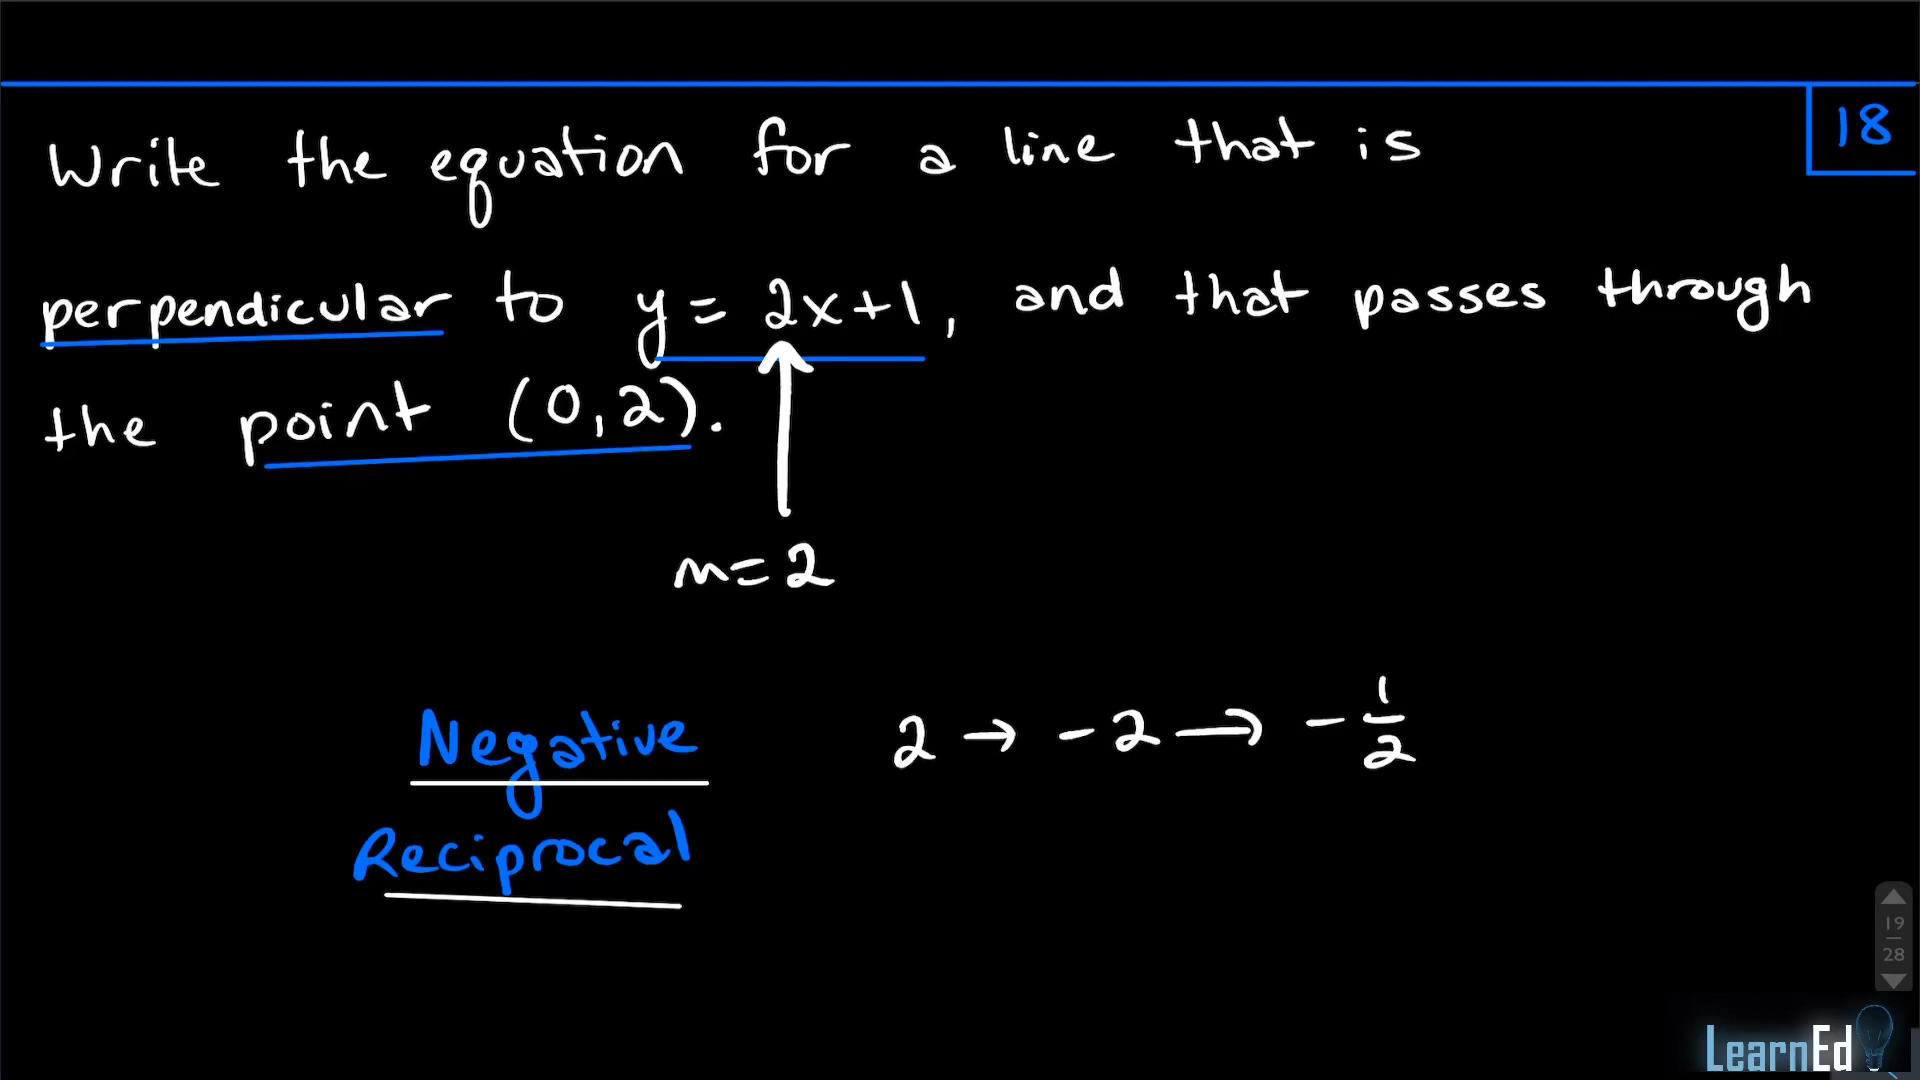 18
Write the equation for a line that is
perpendicular to y = 2x+1, and that passes through
the point (0,2).
m=2
Negative
Reciprocal
2 → -2 → - 1/2
19
28
LearnEd